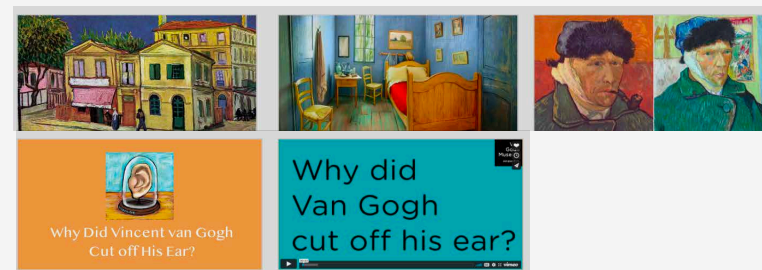 Why Did Vincent van Gogh
Cut off His Ear?
Why did
Van Gogh
cut off his ear?
vimeo